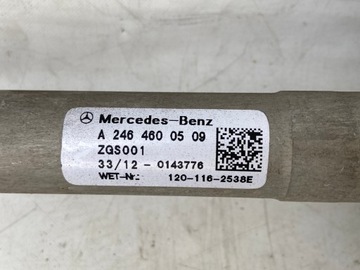 Mercedes-Benz
A 246 460 05 09
ZGS001
33/12 - 0143776
WET-Nr.: 120-116-2538E